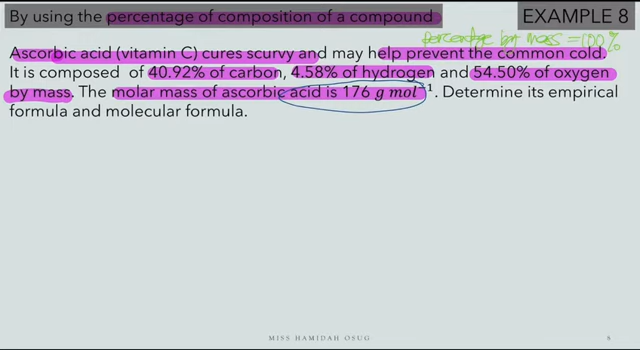 By using the percentage of composition of a compound
EXAMPLE 8
percentage by mass = 100%
Ascorbic acid (vitamin C) cures scurvy and may help prevent the common cold.
It is composed of 40.92% of carbon, 4.58% of hydrogen and 54.50% of oxygen
by mass. The molar mass of ascorbic acid is 176 g mol⁻¹. Determine its empirical
formula and molecular formula.
MISS HAMIDAH OSUG
8